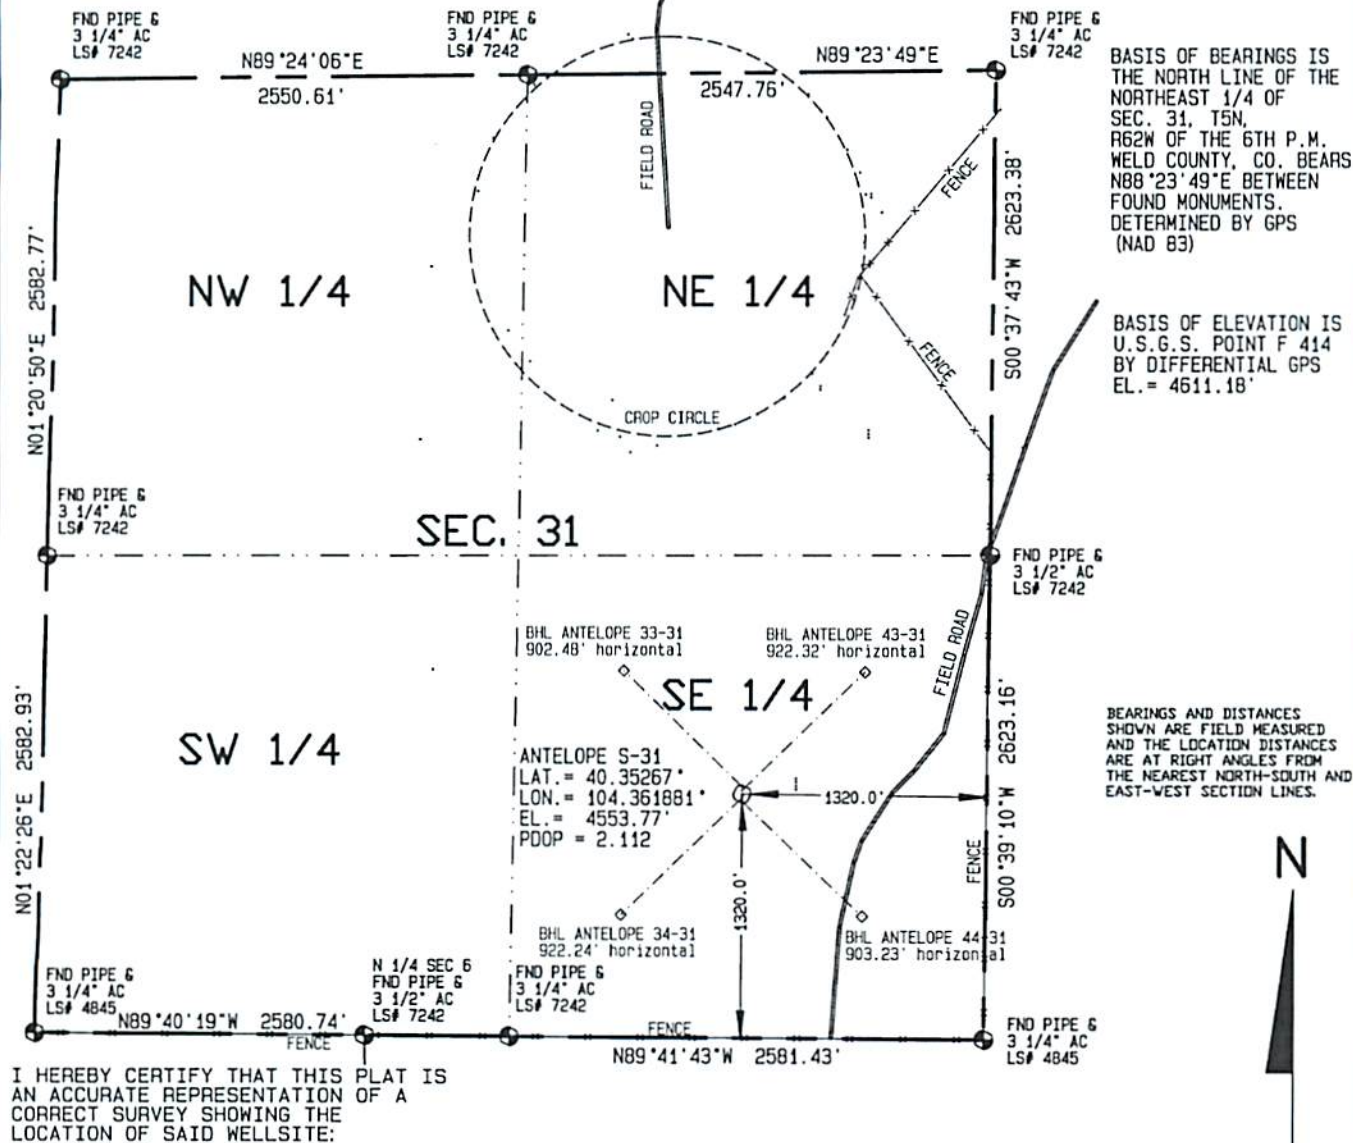 FND PIPE &
3 1/4" AC
LS# 7242
FND PIPE &
3 1/4" AC
LS# 7242
FND PIPE &
3 1/4" AC
LS# 7242
N89°24'06"E
2550.61'
N89°23'49"E
2547.76'
BASIS OF BEARINGS IS
THE NORTH LINE OF THE
NORTHEAST 1/4 OF
SEC. 31, T5N,
R62W OF THE 6TH P.M.
WELD COUNTY, CO. BEARS
N88°23'49"E BETWEEN
FOUND MONUMENTS.
DETERMINED BY GPS
(NAD 83)
FIELD ROAD
FENCE
S00°37'43"W 2623.38'
N01°20'50"E 2582.77'
NW 1/4
NE 1/4
BASIS OF ELEVATION IS
U.S.G.S. POINT F 414
BY DIFFERENTIAL GPS
EL.= 4611.18'
FENCE
CROP CIRCLE
FND PIPE &
3 1/4" AC
LS# 7242
SEC. 31
FND PIPE &
3 1/2" AC
LS# 7242
BHL ANTELOPE 33-31
902.48' horizontal
BHL ANTELOPE 43-31
922.32' horizontal
FIELD ROAD
SE 1/4
SW 1/4
N01°22'26"E 2582.93'
S00°39'10"W 2623.16'
BEARINGS AND DISTANCES
SHOWN ARE FIELD MEASURED
AND THE LOCATION DISTANCES
ARE AT RIGHT ANGLES FROM
THE NEAREST NORTH-SOUTH AND
EAST-WEST SECTION LINES.
ANTELOPE S-31
LAT.= 40.35267°
LON.= 104.361881°
EL.= 4553.77'
PDOP = 2.112
1320.0'
1320.0'
FENCE
N
BHL ANTELOPE 34-31
922.24' horizontal
BHL ANTELOPE 44-31
903.23' horizontal
FND PIPE &
3 1/4" AC
LS# 4845
N 1/4 SEC 6
FND PIPE &
3 1/2" AC
LS# 7242
FND PIPE &
3 1/4" AC
LS# 7242
N89°40'19"W 2580.74'
FENCE
FENCE
N89°41'43"W 2581.43'
FND PIPE &
3 1/4" AC
LS# 4845
I HEREBY CERTIFY THAT THIS PLAT IS
AN ACCURATE REPRESENTATION OF A
CORRECT SURVEY SHOWING THE
LOCATION OF SAID WELLSITE: